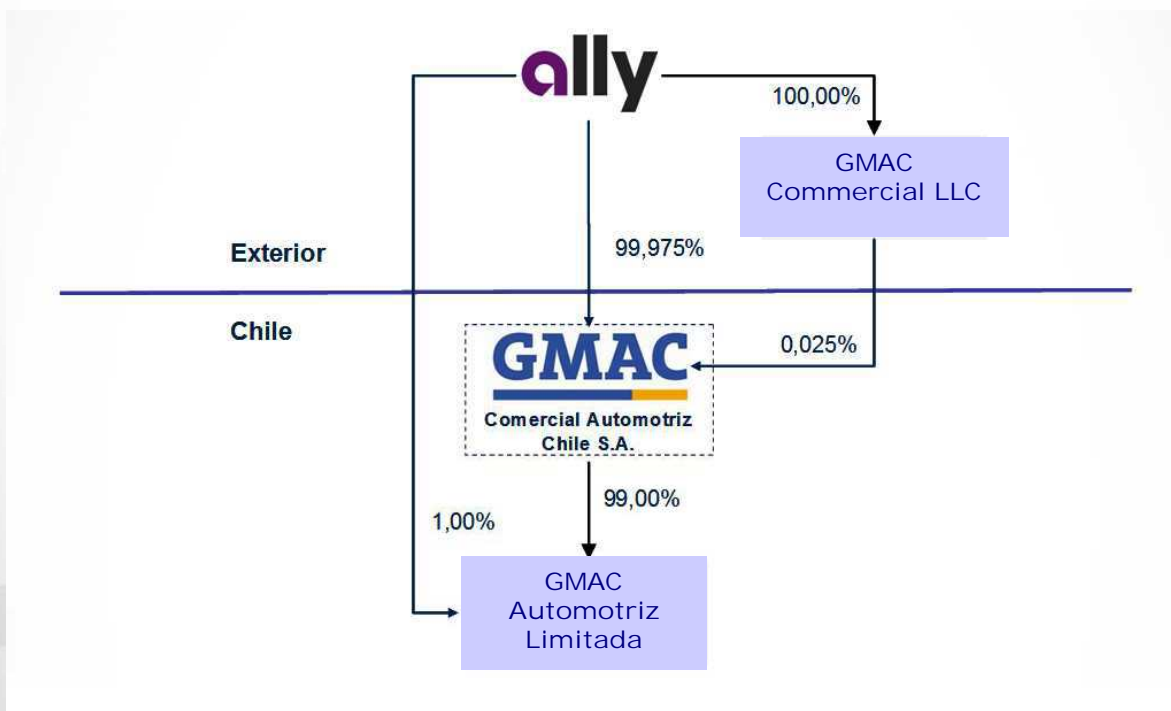 ally
100,00%
GMAC
Commercial LLC
Exterior
99,975%
Chile
0,025%
GMAC
Comercial Automotriz
Chile S.A.
99,00%
1,00%
GMAC
Automotriz
Limitada